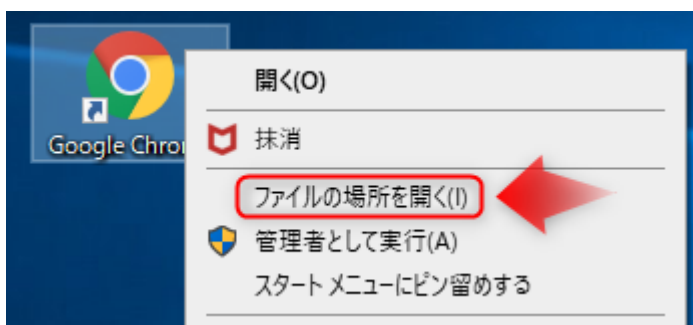 開く(O)
Google Chro
抹消
ファイルの場所を開く(I)
管理者として実行(A)
スタート メニューにピン留めする